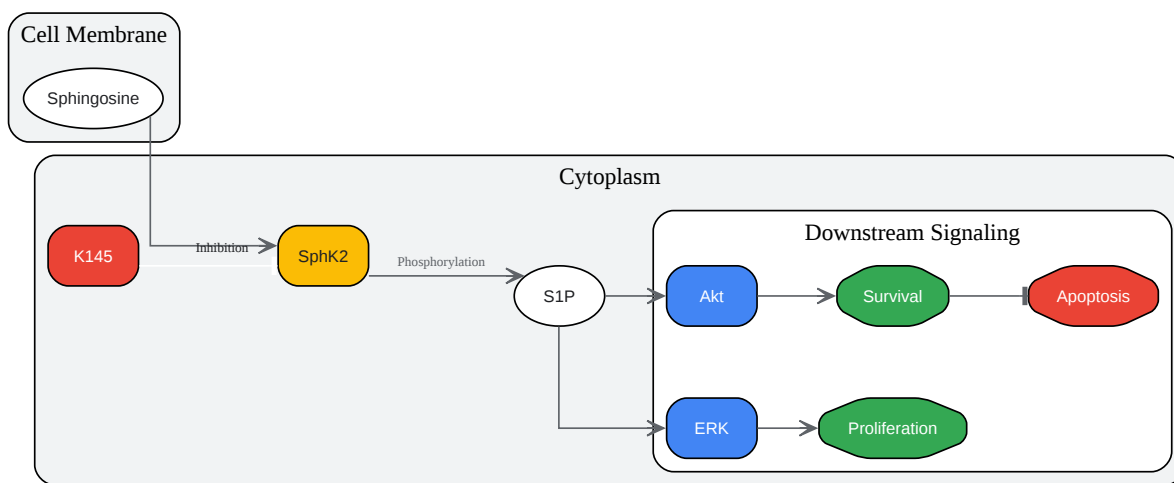 Cell Membrane
Sphingosine
Cytoplasm
Downstream Signaling
K145
Inhibition
SphK2
Phosphorylation
S1P
Akt
Survival
Apoptosis
ERK
Proliferation